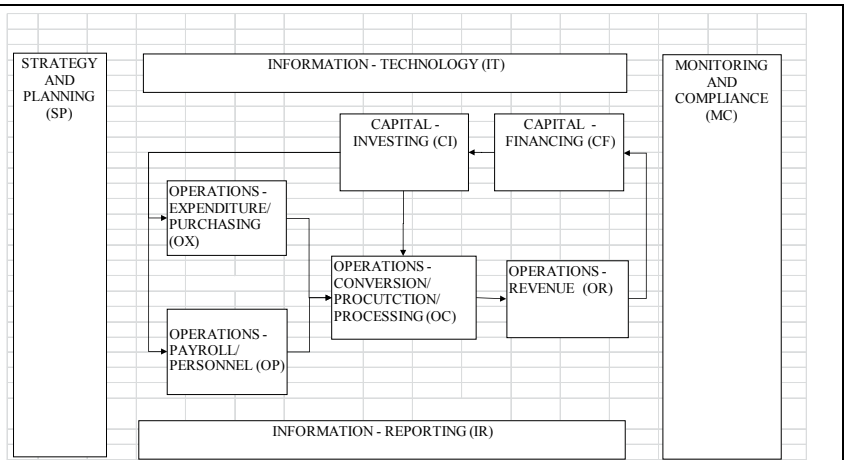 STRATEGY
AND
PLANNING
(SP)
INFORMATION - TECHNOLOGY (IT)
MONITORING
AND
COMPLIANCE
(MC)
CAPITAL -
INVESTING (CI)
CAPITAL -
FINANCING (CF)
OPERATIONS -
EXPENDITURE/
PURCHASING
(OX)
OPERATIONS -
CONVERSION/
PROCUTCTION/
PROCESSING (OC)
OPERATIONS -
REVENUE (OR)
OPERATIONS -
PAYROLL/
PERSONNEL (OP)
INFORMATION - REPORTING (IR)